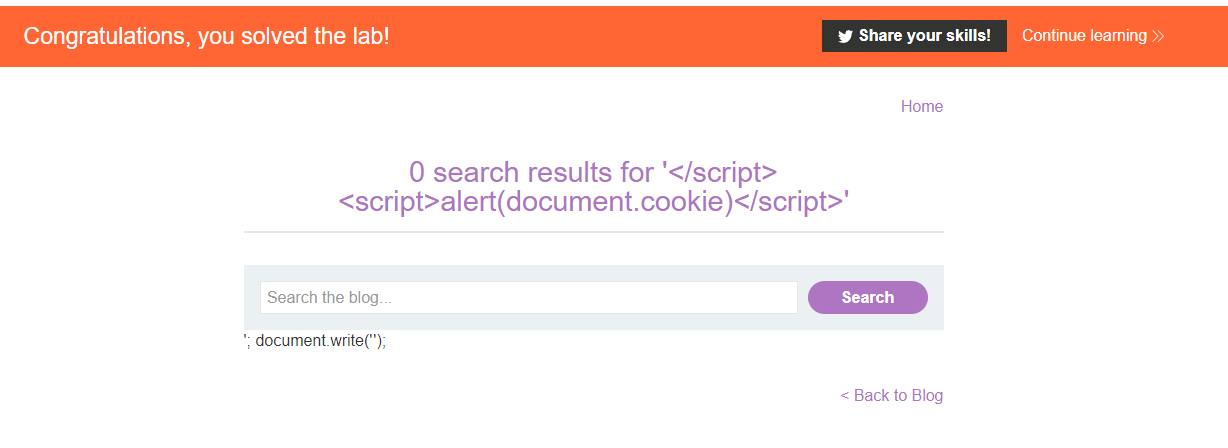 Congratulations, you solved the lab!
Share your skills!
Continue learning
Home
0 search results for '</script>
<script>alert(document.cookie)</script>'
Search the blog...
Search
'; document.write('');
< Back to Blog